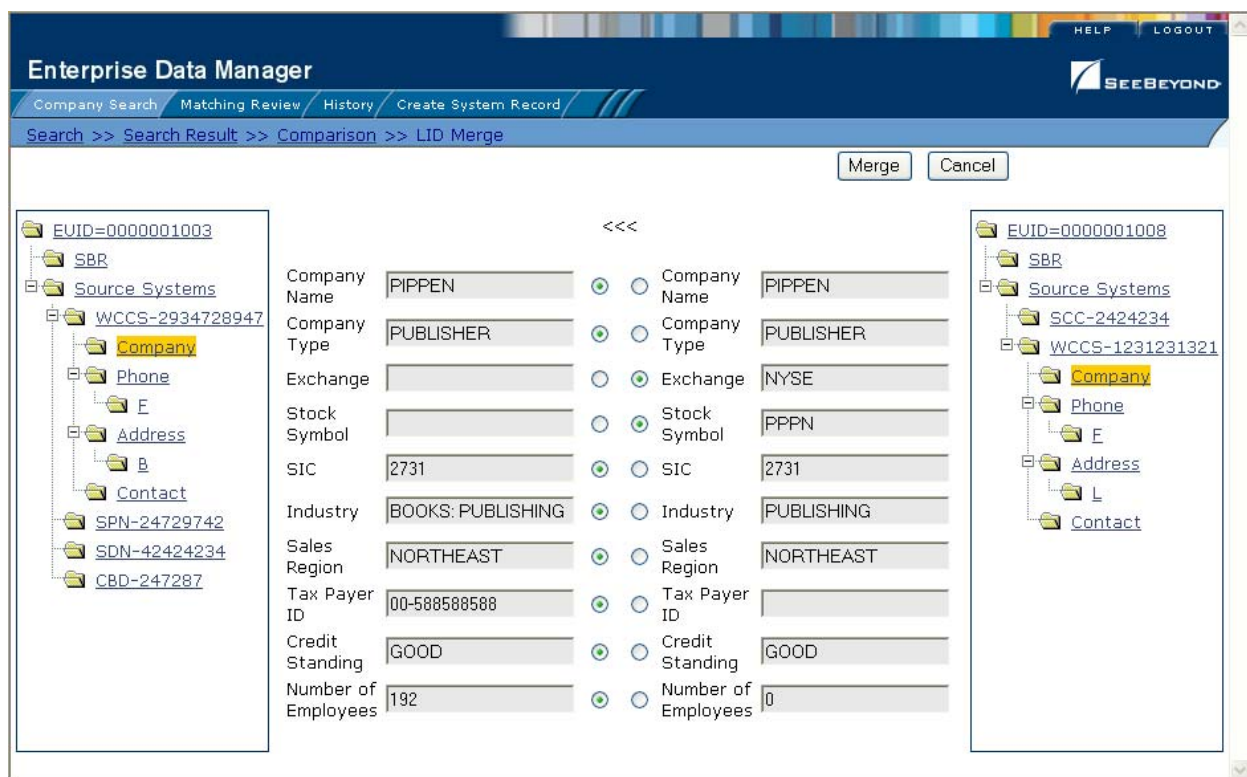 HELP LOGOUT
Enterprise Data Manager
SEEBEYOND
Company Search Matching Review History Create System Record
Search >> Search Result >> Comparison >> LID Merge
Merge Cancel
EUID=0000001003
SBR
Source Systems
WCCS-2934728947
Company
Phone
F
Address
B
Contact
SPN-24729742
SDN-42424234
CBD-247287
<<<
Company Name PIPPEN Company Name PIPPEN
Company Type PUBLISHER Company Type PUBLISHER
Exchange Exchange NYSE
Stock Symbol Stock Symbol PPPN
SIC 2731 SIC 2731
Industry BOOKS: PUBLISHING Industry PUBLISHING
Sales Region NORTHEAST Sales Region NORTHEAST
Tax Payer ID 00-588588588 Tax Payer ID
Credit Standing GOOD Credit Standing GOOD
Number of Employees 192 Number of Employees 0
EUID=0000001008
SBR
Source Systems
SCC-2424234
WCCS-1231231321
Company
Phone
F
Address
L
Contact